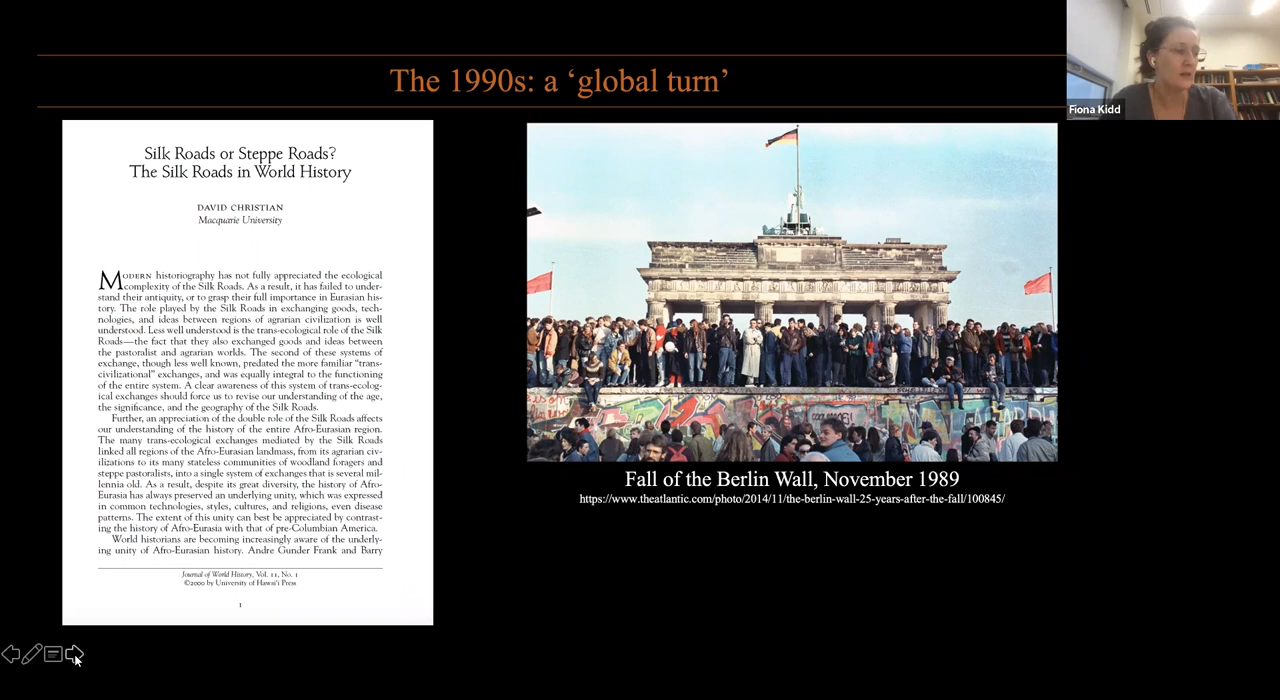 The 1990s: a ‘global turn’
Fiona Kidd
Silk Roads or Steppe Roads?
The Silk Roads in World History
DAVID CHRISTIAN
Macquarie University
MODERN historiography has not fully appreciated the ecological
complexity of the Silk Roads. As a result, it has failed to under-
stand their antiquity, or to grasp their full importance in Eurasian his-
tory. The role played by the Silk Roads in exchanging goods, tech-
nologies, and ideas between regions of agrarian civilization is well
understood. Less well understood is the trans-ecological role of the Silk
Roads—the fact that they also exchanged goods and ideas between
the pastoralist and agrarian worlds. The second of these systems of
exchange, though less well known, predated the more familiar “trans-
civilizational” exchanges, and was equally integral to the functioning
of the entire system. A clear awareness of this system of trans-ecolog-
ical exchanges should force us to revise our understanding of the age,
the significance, and the geography of the Silk Roads.
Further, an appreciation of the double role of the Silk Roads affects
our understanding of the history of the entire Afro-Eurasian region.
The many trans-ecological exchanges mediated by the Silk Roads
linked all regions of the Afro-Eurasian landmass, from its agrarian civ-
ilizations to its many stateless communities of woodland foragers and
steppe pastoralists, into a single system of exchanges that is several mil-
lennia old. As a result, despite its great diversity, the history of Afro-
Eurasia has always preserved an underlying unity, which was expressed
in common technologies, styles, cultures, and religions, even disease
patterns. The extent of this unity can best be appreciated by contrast-
ing the history of Afro-Eurasia with that of pre-Columbian America.
World historians are becoming increasingly aware of the underly-
ing unity of Afro-Eurasian history. Andre Gunder Frank and Barry
Journal of World History, Vol. 11, No. 1
©2000 by University of Hawai‘i Press
1
Fall of the Berlin Wall, November 1989
https://www.theatlantic.com/photo/2014/11/the-berlin-wall-25-years-after-the-fall/100845/